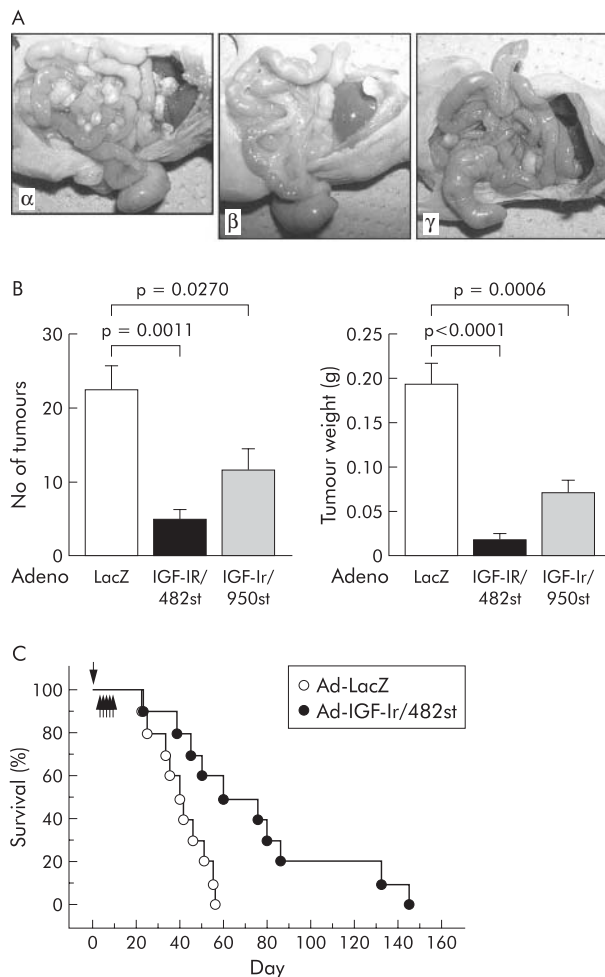 A
α
β
γ
B
p = 0.0270
p = 0.0011
30
20
10
0
No of tumours
Adeno
LacZ
IGF-IR/
482st
IGF-Ir/
950st
p = 0.0006
p<0.0001
0.25
0.20
0.15
0.10
0.05
0.00
Tumour weight (g)
Adeno
LacZ
IGF-IR/
482st
IGF-Ir/
950st
C
Ad-LacZ
Ad-IGF-Ir/482st
100
80
60
40
20
0
Survival (%)
0 20 40 60 80 100 120 140 160
Day